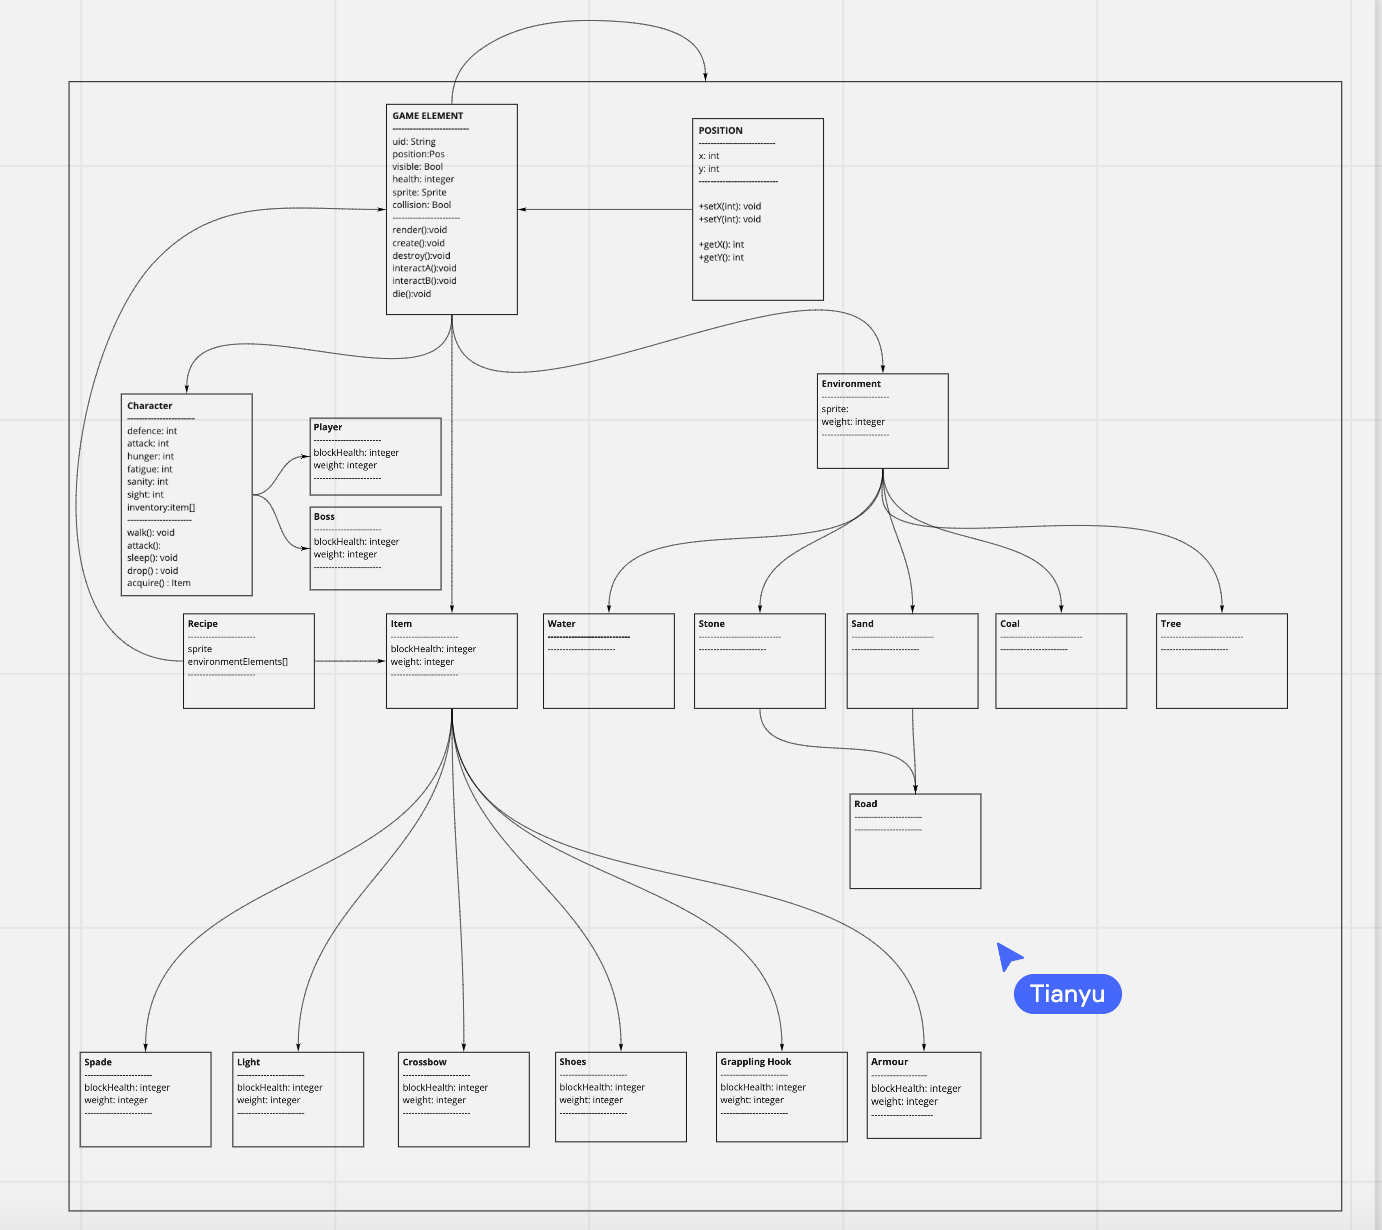 GAME ELEMENT
----------------------------
uid: String
position:Pos
visible: Bool
health: integer
sprite: Sprite
collision: Bool
-------------------------
render():void
create():void
destroy():void
interactA():void
interactB():void
die():void
POSITION
----------------------------
x: int
y: int
-----------------------------
+setX(int): void
+setY(int): void
+getX(): int
+getY(): int
Environment
-------------------------
sprite:
weight: integer
-------------------------
Character
-------------------------
defence: int
attack: int
hunger: int
fatigue: int
sanity: int
sight: int
inventory:item[]
------------------------
walk(): void
attack():
sleep(): void
drop() : void
acquire() : Item
Player
-------------------------
blockHealth: integer
weight: integer
-------------------------
Boss
-------------------------
blockHealth: integer
weight: integer
-------------------------
Recipe
-------------------------
sprite
environmentElements[]
-------------------------
Item
-------------------------
blockHealth: integer
weight: integer
-------------------------
Water
------------------------------
-------------------------
Stone
------------------------------
-------------------------
Sand
------------------------------
-------------------------
Coal
------------------------------
-------------------------
Tree
------------------------------
-------------------------
Road
-------------------------
-------------------------
Tianyu
Spade
-------------------------
blockHealth: integer
weight: integer
-------------------------
Light
-------------------------
blockHealth: integer
weight: integer
-------------------------
Crossbow
-------------------------
blockHealth: integer
weight: integer
-------------------------
Shoes
-------------------------
blockHealth: integer
weight: integer
-------------------------
Grappling Hook
-------------------------
blockHealth: integer
weight: integer
-------------------------
Armour
--------------------
blockHealth: integer
weight: integer
----------------------